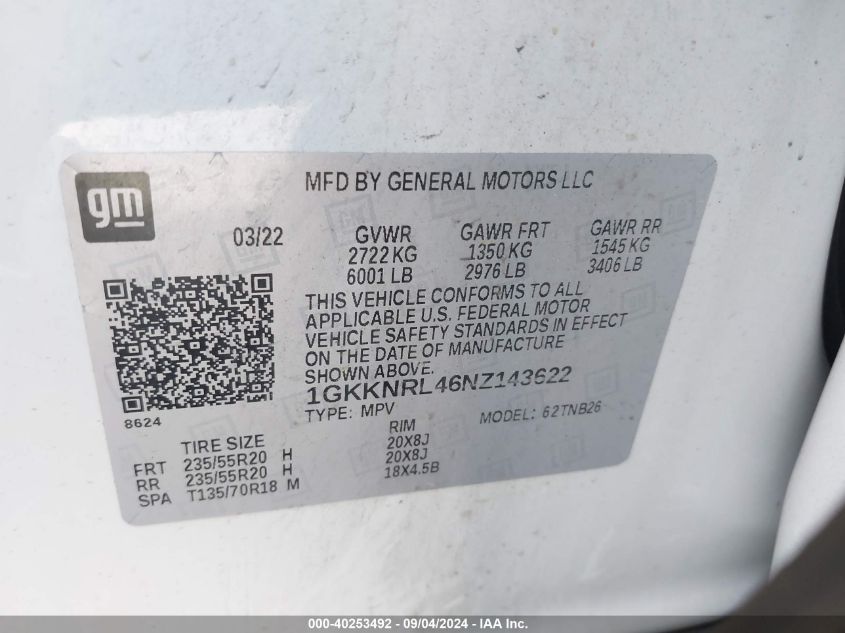 gm
MFD BY GENERAL MOTORS LLC
03/22 GVWR GAWR FRT GAWR RR
2722 KG 1350 KG 1545 KG
6001 LB 2976 LB 3406 LB
THIS VEHICLE CONFORMS TO ALL
APPLICABLE U.S. FEDERAL MOTOR
VEHICLE SAFETY STANDARDS IN EFFECT
ON THE DATE OF MANUFACTURE
SHOWN ABOVE.
1GKKNRL46NZ143622
8624
TYPE: MPV MODEL: 62TNB26
TIRE SIZE RIM
FRT 235/55R20 H 20X8J
RR 235/55R20 H 20X8J
SPA T135/70R18 M 18X4.5B
000-40253492 - 09/04/2024 - IAA Inc.